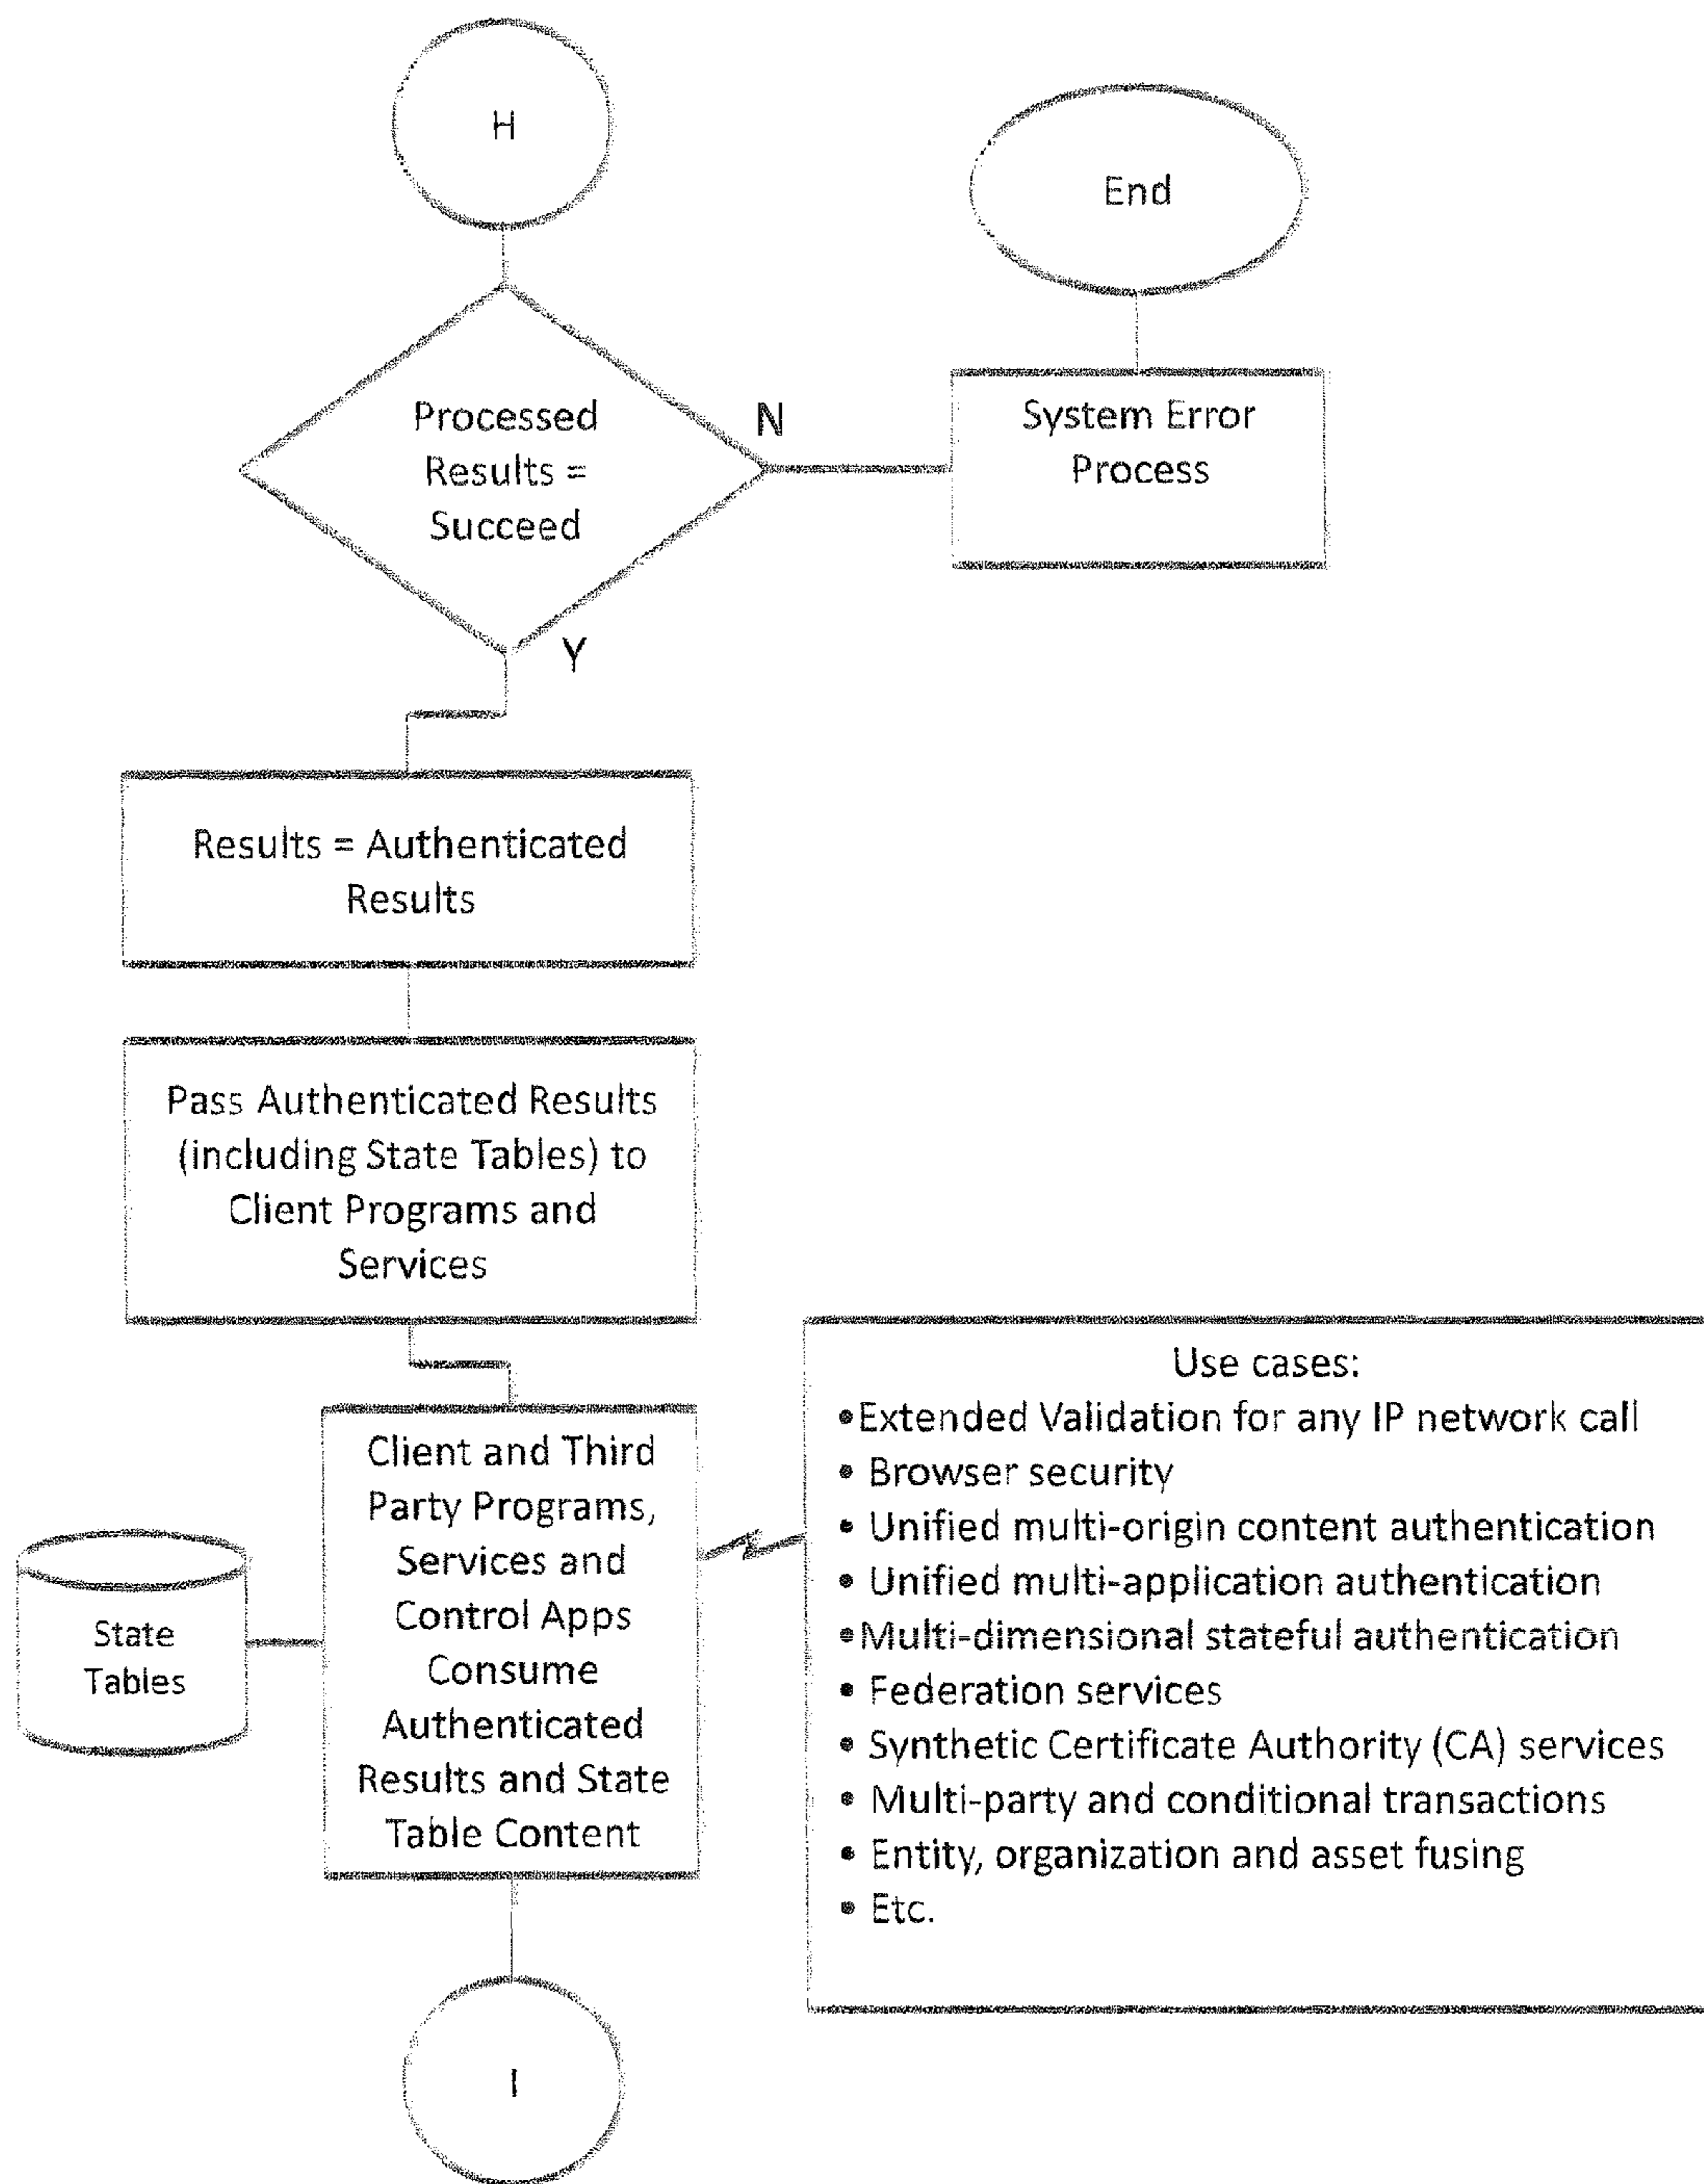 H
End
Processed
Results =
Succeed
N
System Error
Process
Y
Results = Authenticated
Results
Pass Authenticated Results
(including State Tables) to
Client Programs and
Services
Use cases:
•Extended Validation for any IP network call
• Browser security
• Unified multi-origin content authentication
• Unified multi-application authentication
•Multi-dimensional stateful authentication
• Federation services
• Synthetic Certificate Authority (CA) services
• Multi-party and conditional transactions
• Entity, organization and asset fusing
• Etc.
Client and Third
Party Programs,
Services and
Control Apps
Consume
Authenticated
Results and State
Table Content
State
Tables
I